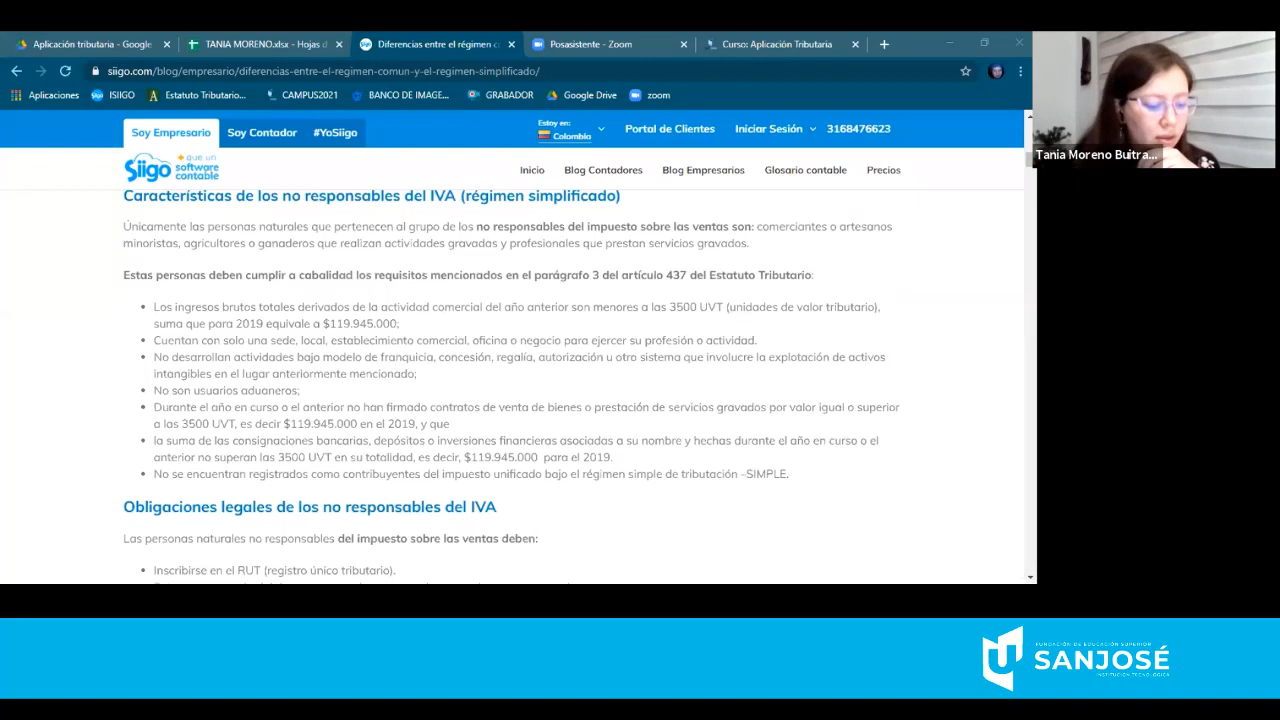 Aplicación tributaria - Google
TANIA MORENO.xlsx - Hojas d
Diferencias entre el régimen c
Posasistente - Zoom
Curso: Aplicación Tributaria
siigo.com/blog/empresario/diferencias-entre-el-regimen-comun-y-el-regimen-simplificado/
Aplicaciones
ISIIGO
Estatuto Tributario...
CAMPUS2021
BANCO DE IMAGE...
GRABADOR
Google Drive
zoom
Tania Moreno Buitra...
Soy Empresario
Soy Contador
#YoSiigo
Estoy en:
Colombia
Portal de Clientes
Iniciar Sesión
3168476623
Siigo
+ que un
software
contable
Inicio
Blog Contadores
Blog Empresarios
Glosario contable
Precios
Características de los no responsables del IVA (régimen simplificado)
Únicamente las personas naturales que pertenecen al grupo de los no responsables del impuesto sobre las ventas son: comerciantes o artesanos
minoristas, agricultores o ganaderos que realizan actividades gravadas y profesionales que prestan servicios gravados.
Estas personas deben cumplir a cabalidad los requisitos mencionados en el parágrafo 3 del artículo 437 del Estatuto Tributario:
• Los ingresos brutos totales derivados de la actividad comercial del año anterior son menores a las 3500 UVT (unidades de valor tributario),
suma que para 2019 equivale a $119.945.000;
• Cuentan con solo una sede, local, establecimiento comercial, oficina o negocio para ejercer su profesión o actividad.
• No desarrollan actividades bajo modelo de franquicia, concesión, regalía, autorización u otro sistema que involucre la explotación de activos
intangibles en el lugar anteriormente mencionado;
• No son usuarios aduaneros;
• Durante el año en curso o el anterior no han firmado contratos de venta de bienes o prestación de servicios gravados por valor igual o superior
a las 3500 UVT, es decir $119.945.000 en el 2019, y que
• la suma de las consignaciones bancarias, depósitos o inversiones financieras asociadas a su nombre y hechas durante el año en curso o el
anterior no superan las 3500 UVT en su totalidad, es decir, $119.945.000 para el 2019.
• No se encuentran registrados como contribuyentes del impuesto unificado bajo el régimen simple de tributación –SIMPLE.
Obligaciones legales de los no responsables del IVA
Las personas naturales no responsables del impuesto sobre las ventas deben:
• Inscribirse en el RUT (registro único tributario).
FUNDACIÓN DE EDUCACIÓN SUPERIOR
SANJOSÉ
INSTITUCIÓN TECNOLÓGICA